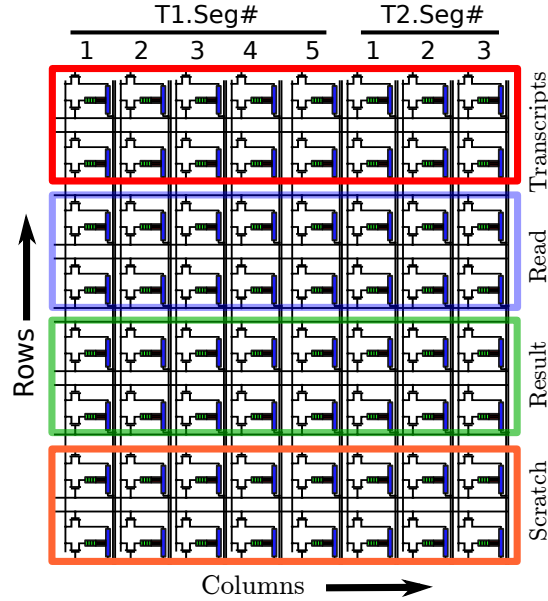 T1.Seg# T2.Seg#
1 2 3 4 5 1 2 3
Transcripts
Read
Result
Scratch
Rows
Columns